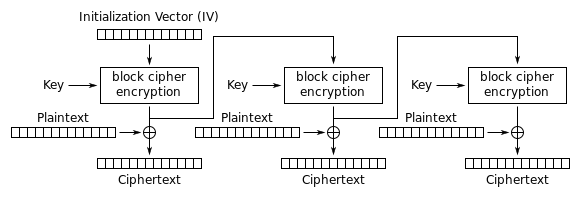 Initialization Vector (IV)
Key
block cipher
encryption
Key
block cipher
encryption
Key
block cipher
encryption
Plaintext
Plaintext
Plaintext
Ciphertext
Ciphertext
Ciphertext